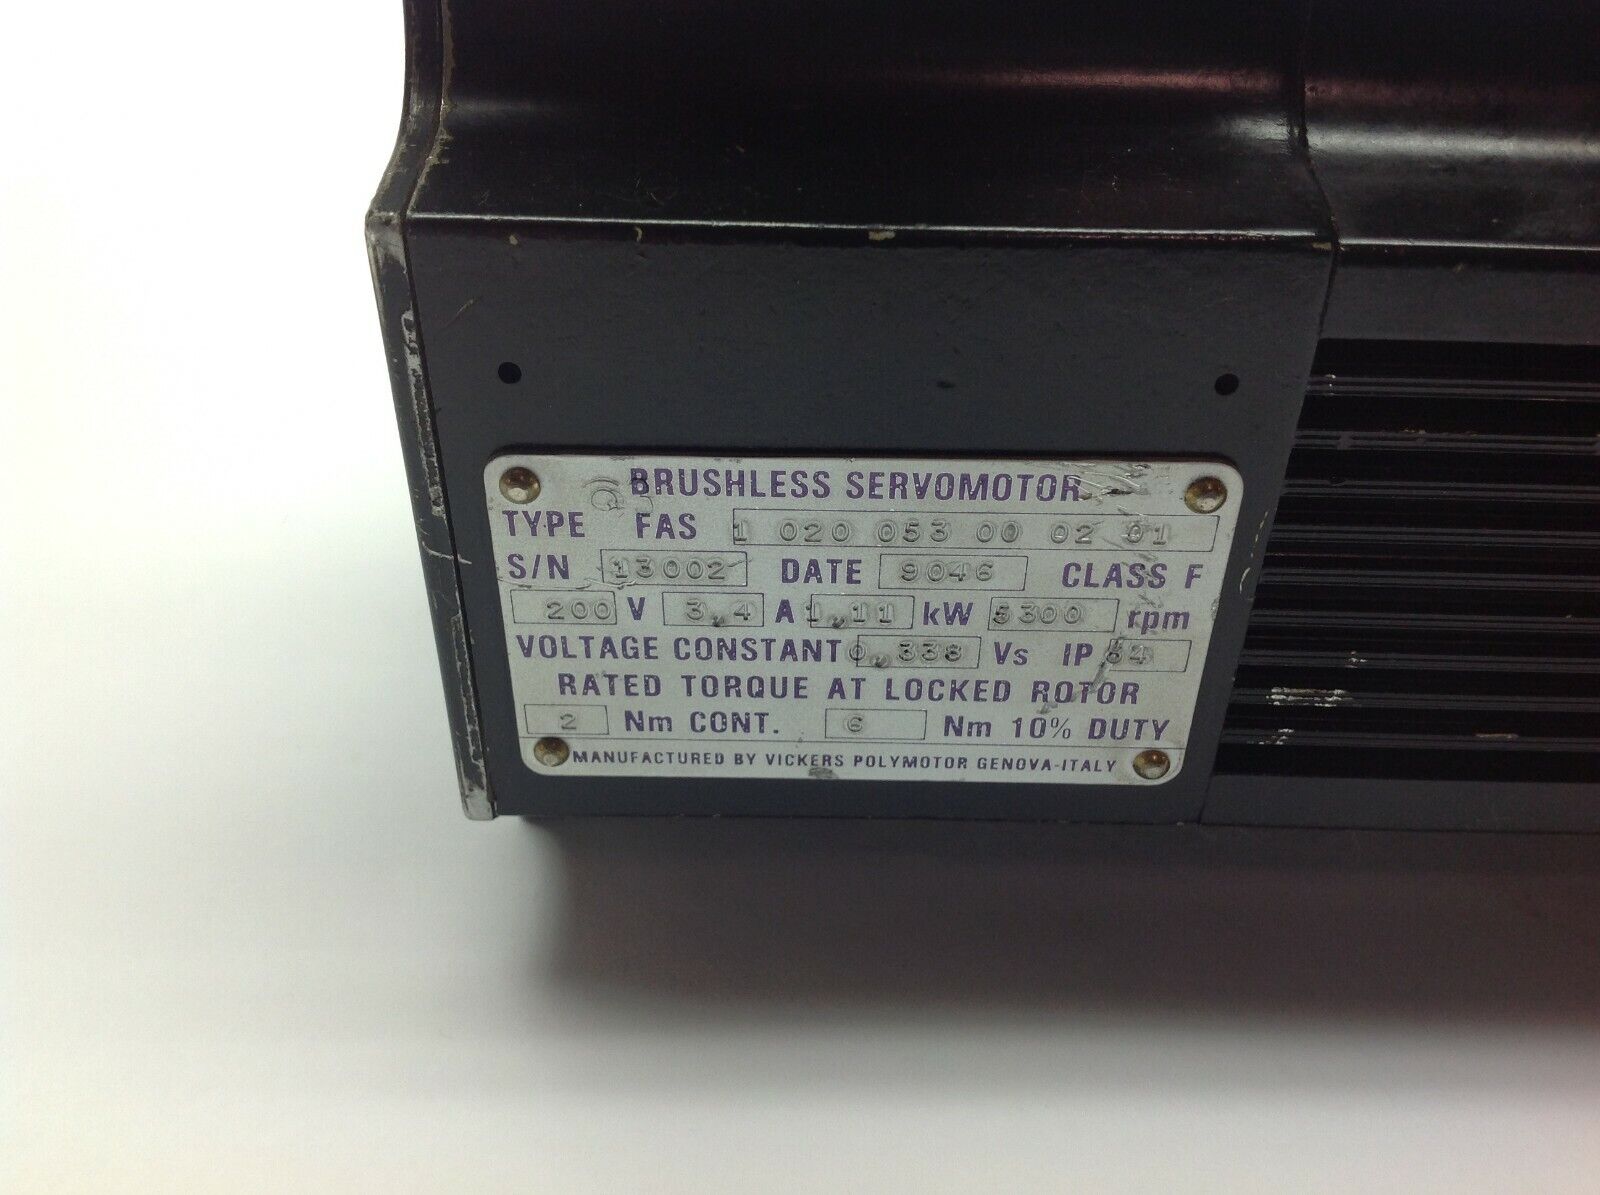 BRUSHLESS SERVOMOTOR
TYPE FAS 1 020 053 00 02 01
S/N 13002 DATE 9046 CLASS F
200 V 3.4 A 1.11 kW 5300 rpm
VOLTAGE CONSTANT 0.338 Vs IP 64
RATED TORQUE AT LOCKED ROTOR
2 Nm CONT. 6 Nm 10% DUTY
MANUFACTURED BY VICKERS POLYMOTOR GENOVA-ITALY